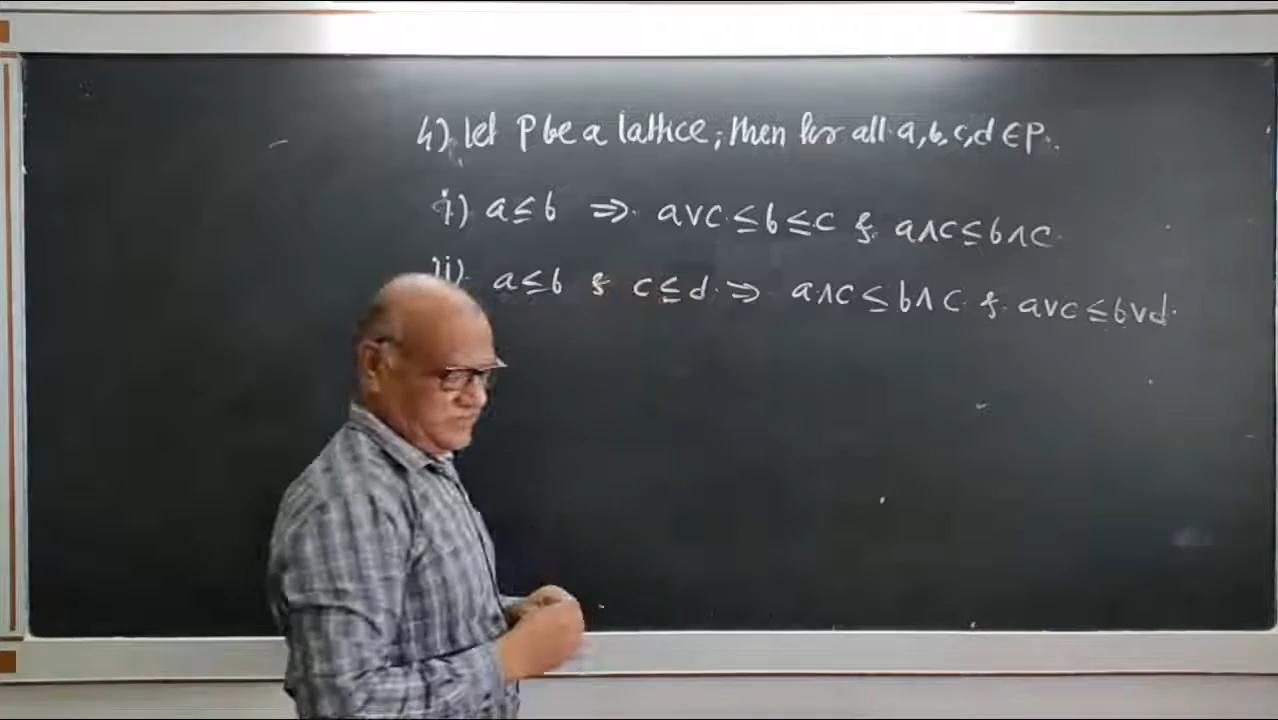 4) let P be a lattice; then for all a, b, c, d ∈ P.
i) a ≤ b ⇒ a ∨ c ≤ b ≤ c & a ∧ c ≤ b ∧ c
ii) a ≤ b & c ≤ d ⇒ a ∧ c ≤ b ∧ c & a ∨ c ≤ b ∨ d